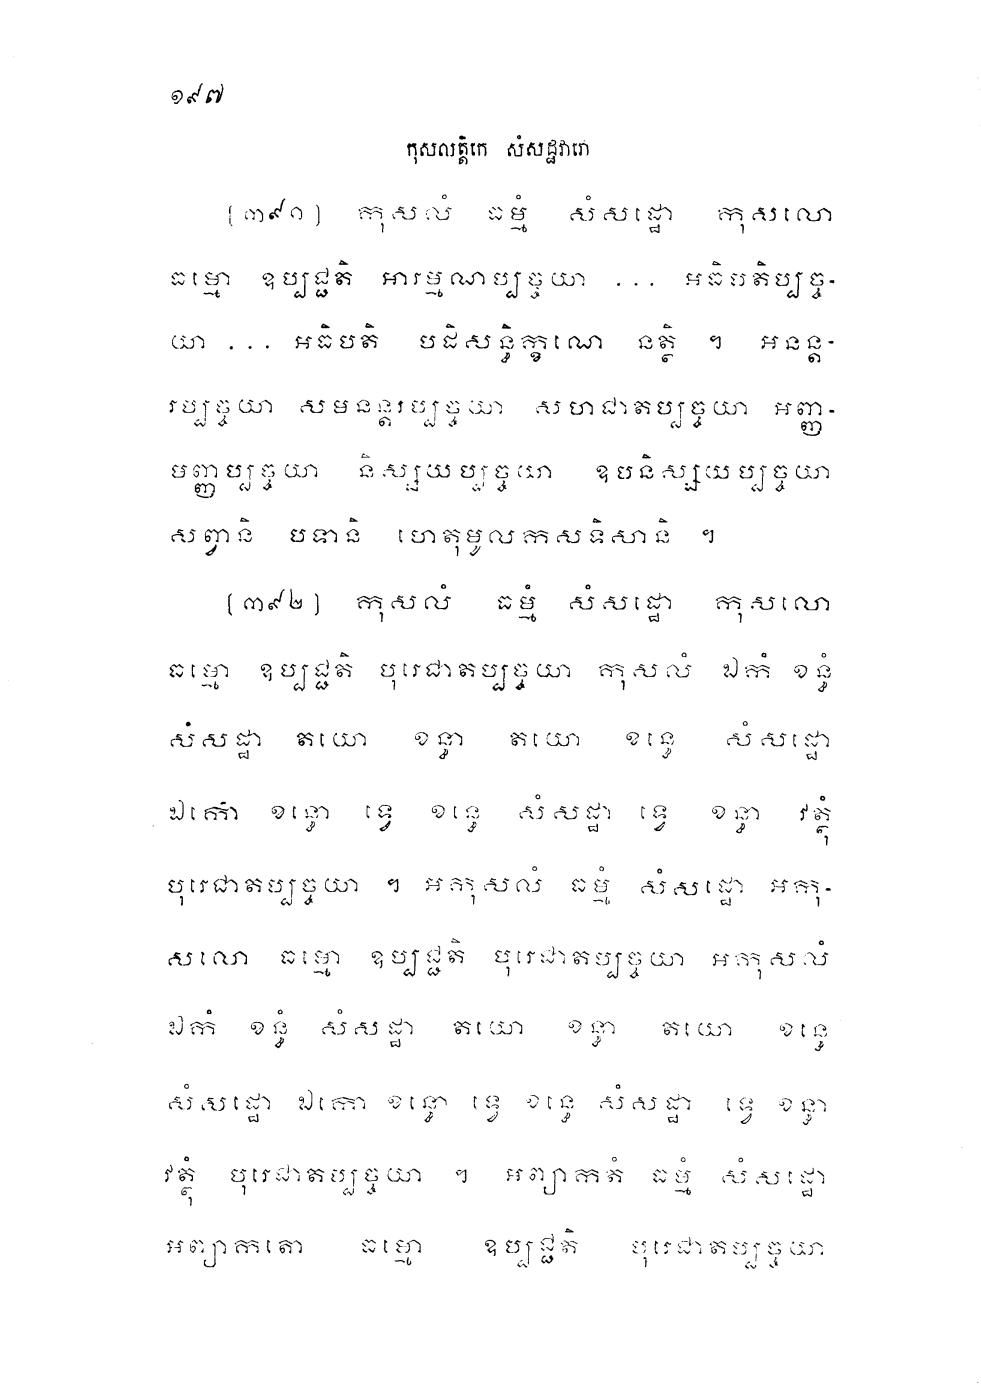 ១៩៧
កុសលត្តិកេ សំសដ្ឋវារោ
(៣៩១) កុសលំ ធម្មំ សំសដ្ឋោ កុសលោ
ធម្មោ ឧប្បជ្ជតិ អារម្មណប្បច្ចយា ... អធិបតិប្បច្ច-
យា ... អធិបតិ បដិសន្ធិក្ខណេ នត្ថិ ។ អនន្ត-
រប្បច្ចយា សមនន្តរប្បច្ចយា សហជាតប្បច្ចយា អញ្ញ-
មញ្ញប្បច្ចយា និស្សយប្បច្ចយា ឧបនិស្សយប្បច្ចយា
សព្វានិ បទានិ ហេតុមូលកសទិសានិ ។
(៣៩២) កុសលំ ធម្មំ សំសដ្ឋោ កុសលោ
ធម្មោ ឧប្បជ្ជតិ បុរេជាតប្បច្ចយា កុសលំ ឯកំ ខន្ធំ
សំសដ្ឋា តយោ ខន្ធា តយោ ខន្ធេ សំសដ្ឋោ
ឯកោ ខន្ធោ ទ្វេ ខន្ធេ សំសដ្ឋា ទ្វេ ខន្ធា វត្ថុំ
បុរេជាតប្បច្ចយា ។ អកុសលំ ធម្មំ សំសដ្ឋោ អកុ-
សលោ ធម្មោ ឧប្បជ្ជតិ បុរេជាតប្បច្ចយា អកុសលំ
ឯកំ ខន្ធំ សំសដ្ឋា តយោ ខន្ធា តយោ ខន្ធេ
សំសដ្ឋោ ឯកោ ខន្ធោ ទ្វេ ខន្ធេ សំសដ្ឋា ទ្វេ ខន្ធា
វត្ថុំ បុរេជាតប្បច្ចយា ។ អព្យាកតំ ធម្មំ សំសដ្ឋោ
អព្យាកតោ ធម្មោ ឧប្បជ្ជតិ បុរេជាតប្បច្ចយា